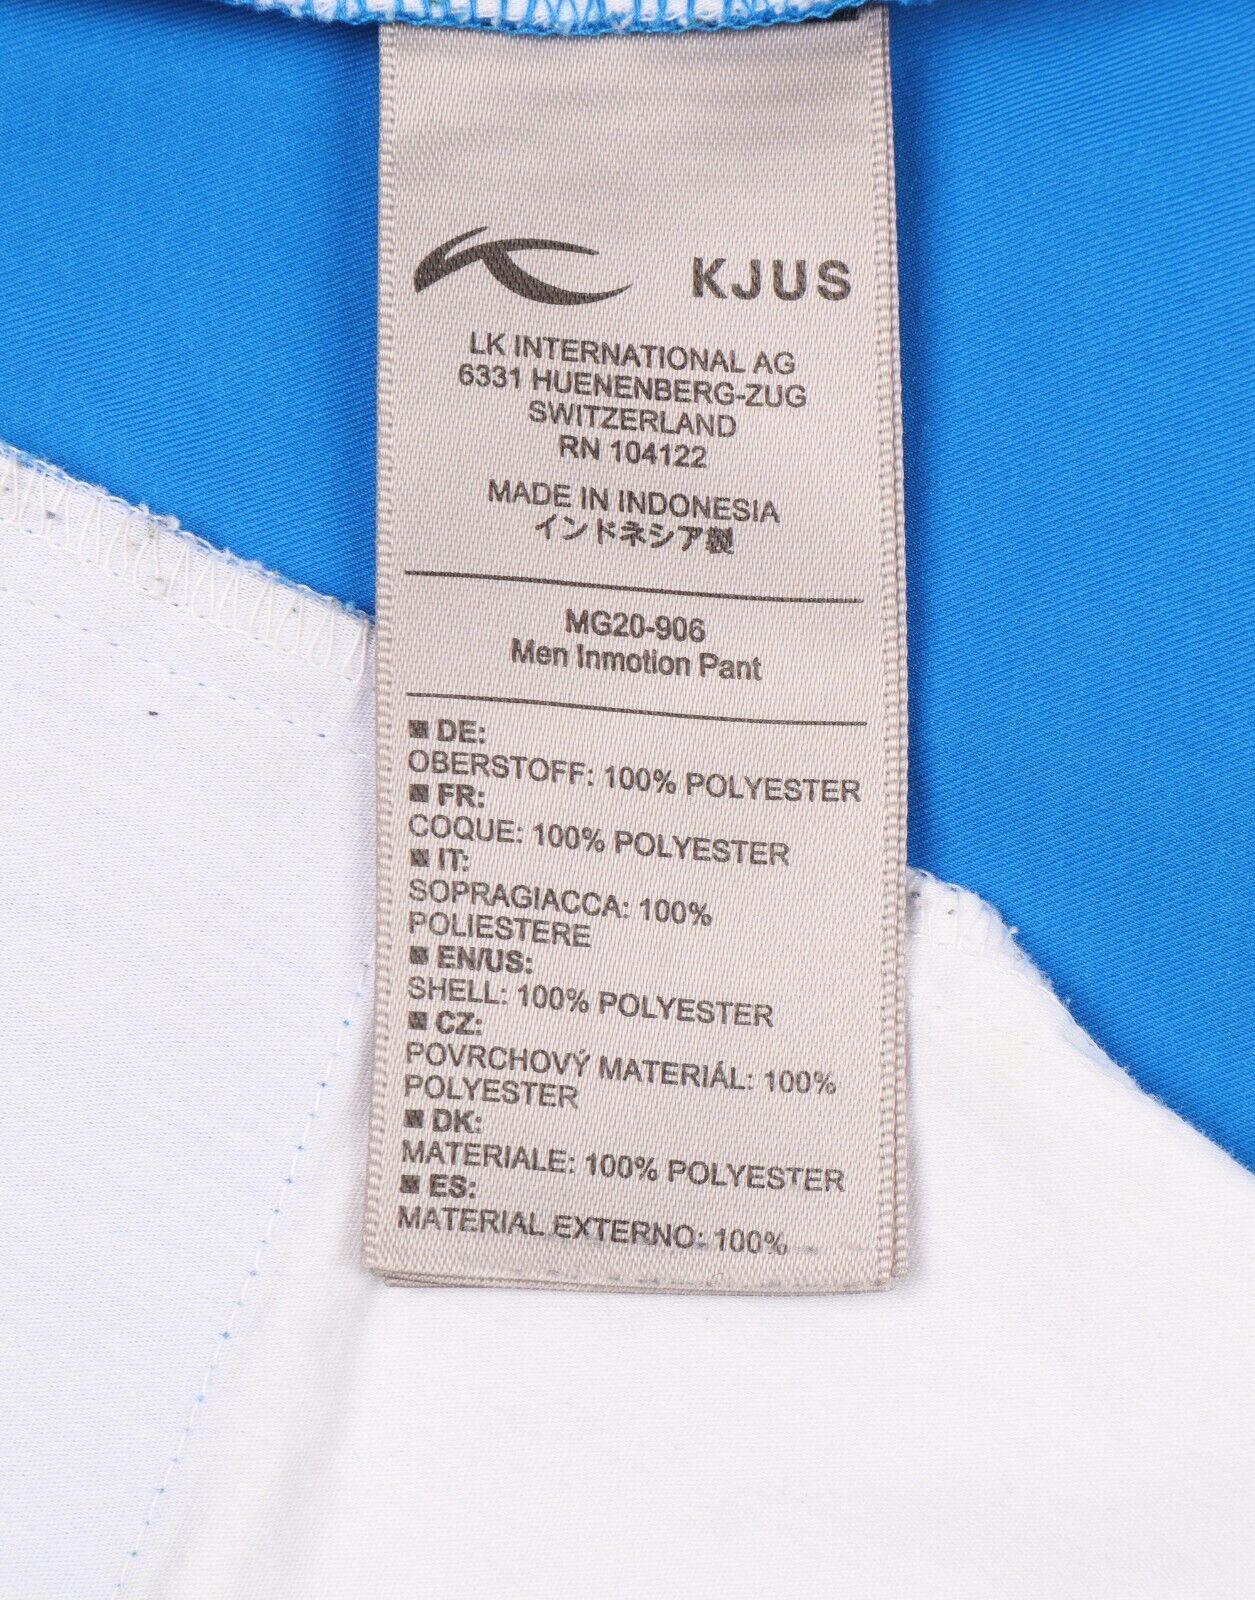 KJUS
LK INTERNATIONAL AG
6331 HUENENBERG-ZUG
SWITZERLAND
RN 104122
MADE IN INDONESIA
インドネシア製
MG20-906
Men Inmotion Pant
■ DE:
OBERSTOFF: 100% POLYESTER
■ FR:
COQUE: 100% POLYESTER
■ IT:
SOPRAGIACCA: 100%
POLIESTERE
■ EN/US:
SHELL: 100% POLYESTER
■ CZ:
POVRCHOVÝ MATERIÁL: 100%
POLYESTER
■ DK:
MATERIALE: 100% POLYESTER
■ ES:
MATERIAL EXTERNO: 100%